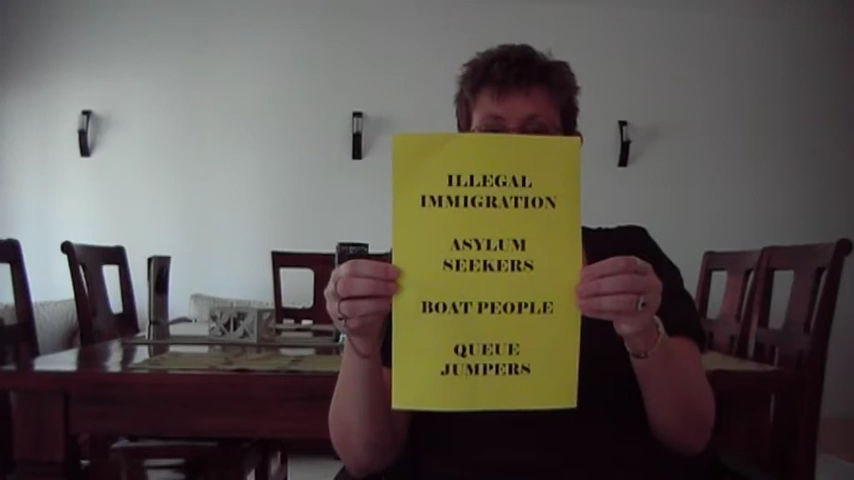 ILLEGAL
IMMIGRATION
ASYLUM
SEEKERS
BOAT PEOPLE
QUEUE
JUMPERS